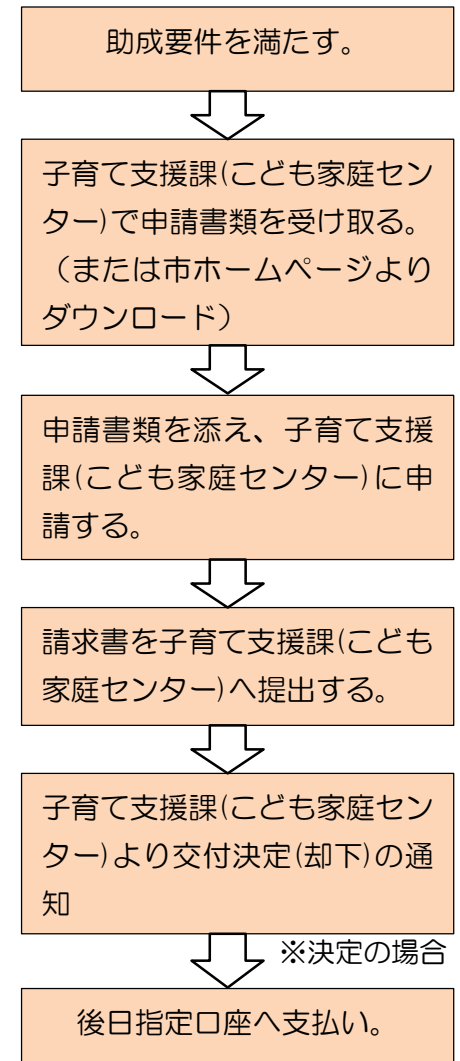 助成要件を満たす。
子育て支援課(こども家庭セン
ター)で申請書類を受け取る。
（または市ホームページより
ダウンロード）
申請書類を添え、子育て支援
課(こども家庭センター)に申
請する。
請求書を子育て支援課(こども
家庭センター)へ提出する。
子育て支援課(こども家庭セン
ター)より交付決定(却下)の通
知
※決定の場合
後日指定口座へ支払い。